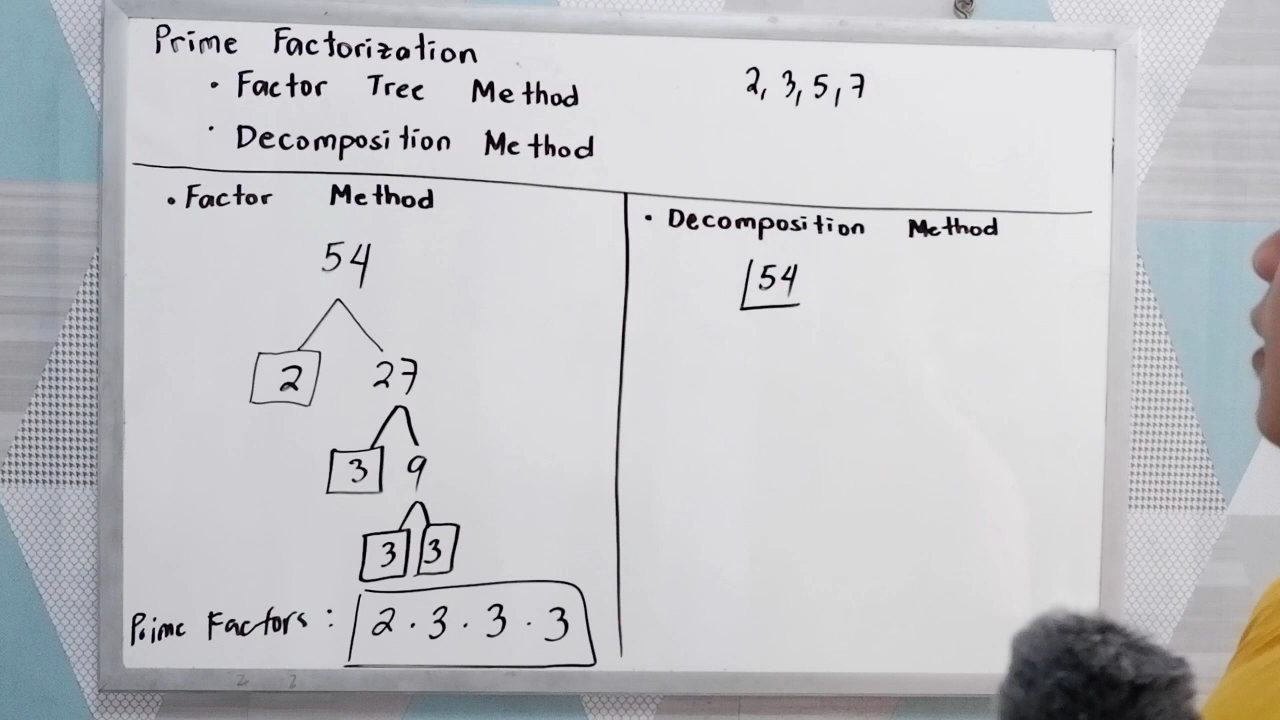 Prime Factorization
• Factor Tree Method
2, 3, 5, 7
• Decomposition Method
• Factor Method
54
2 27
3 9
3 3
Prime Factors : 2 · 3 · 3 · 3
• Decomposition Method
54